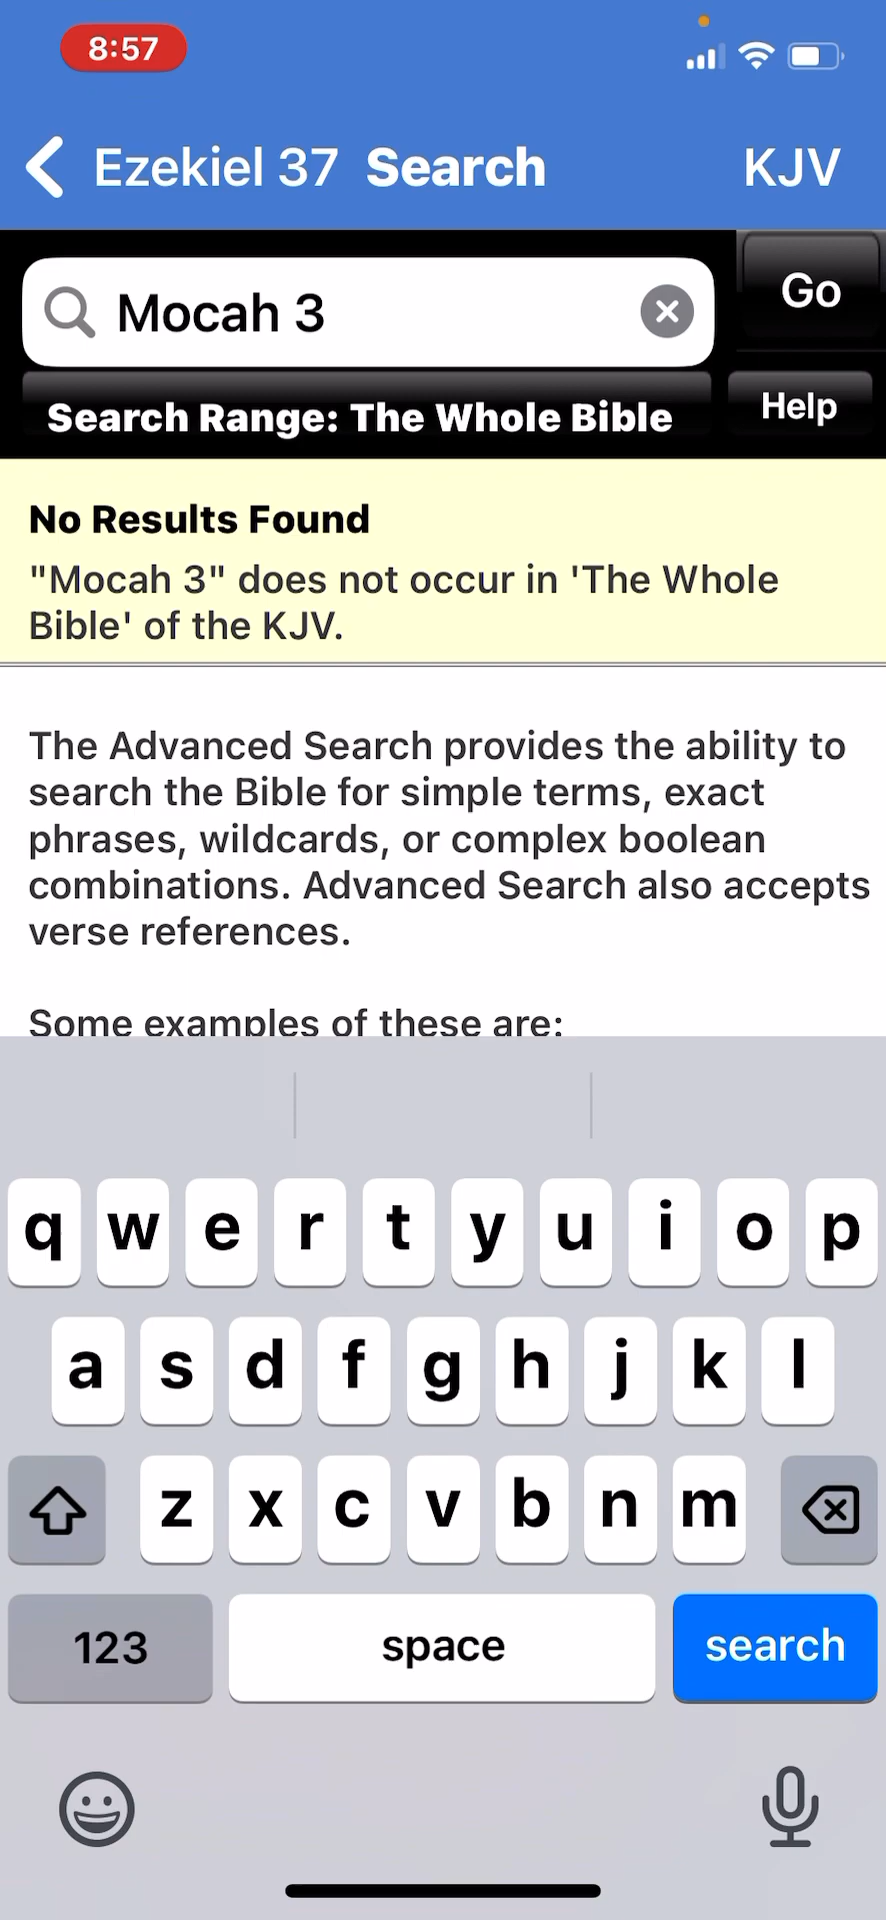 8:57
Ezekiel 37 Search KJV
Mocah 3
Go
Search Range: The Whole Bible
Help
No Results Found
"Mocah 3" does not occur in 'The Whole
Bible' of the KJV.
The Advanced Search provides the ability to
search the Bible for simple terms, exact
phrases, wildcards, or complex boolean
combinations. Advanced Search also accepts
verse references.
Some examples of these are:
q w e r t y u i o p
a s d f g h j k l
z x c v b n m
123 space search